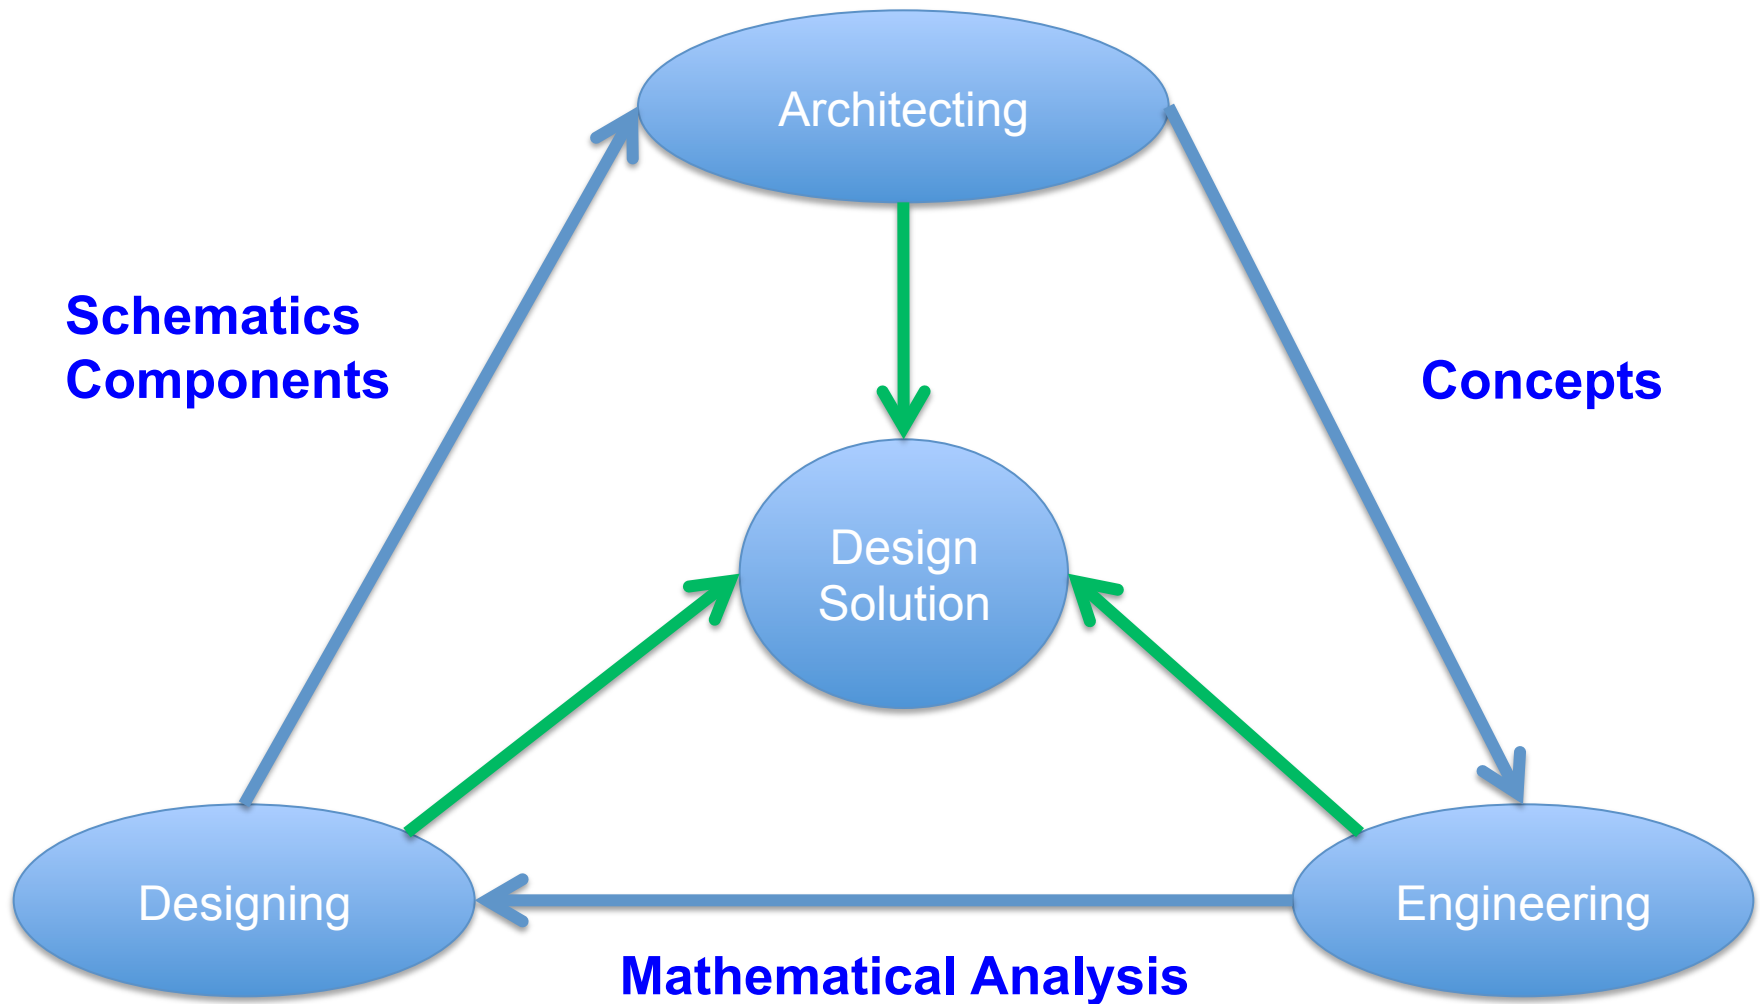 Architecting
Schematics
Components
Concepts
Design
Solution
Designing
Engineering
Mathematical Analysis